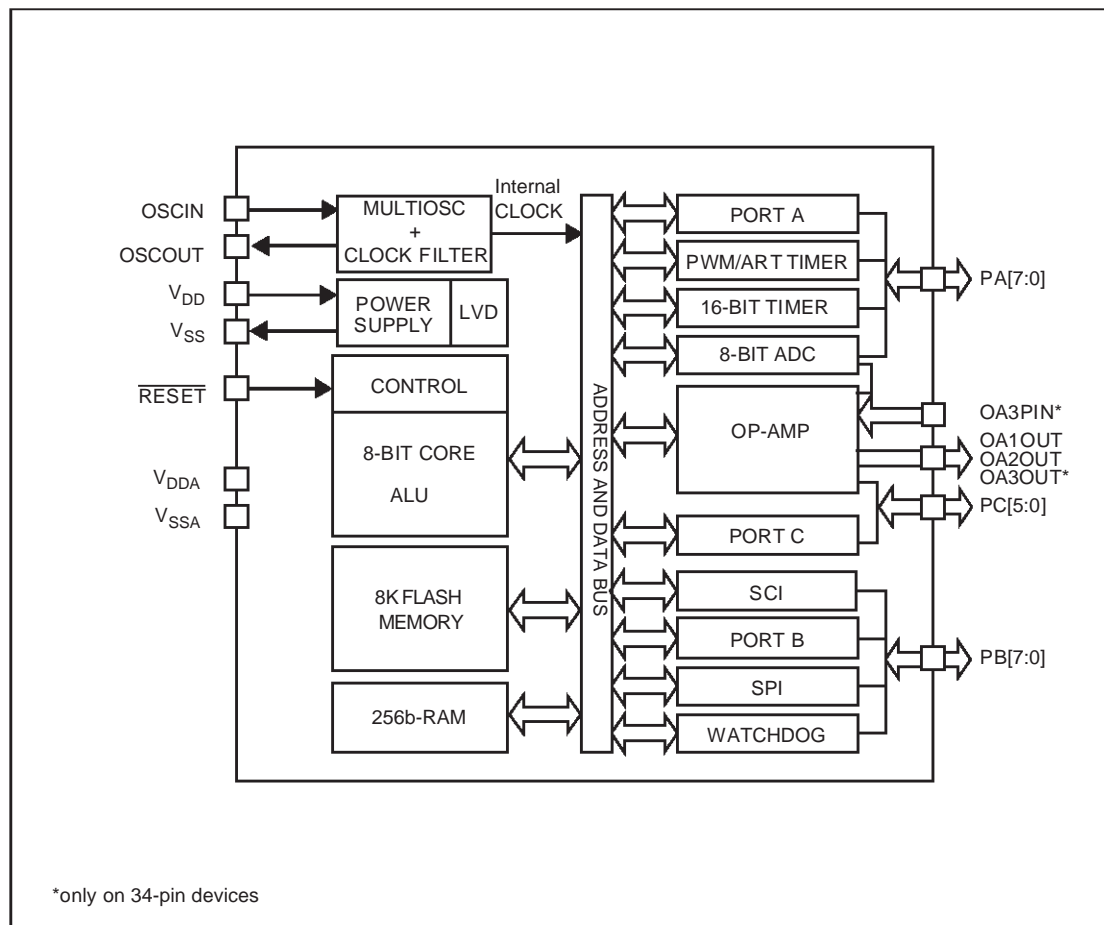 OSCIN
OSCOUT
VDD
VSS
RESET
VDDA
VSSA
MULTIOSC
+
CLOCK FILTER
Internal
CLOCK
POWER
SUPPLY
LVD
CONTROL
8-BIT CORE
ALU
8K FLASH
MEMORY
256b-RAM
ADDRESS AND DATA BUS
PORT A
PWM/ART TIMER
16-BIT TIMER
8-BIT ADC
OP-AMP
PORT C
SCI
PORT B
SPI
WATCHDOG
PA[7:0]
OA3PIN*
OA1OUT
OA2OUT
OA3OUT*
PC[5:0]
PB[7:0]
*only on 34-pin devices